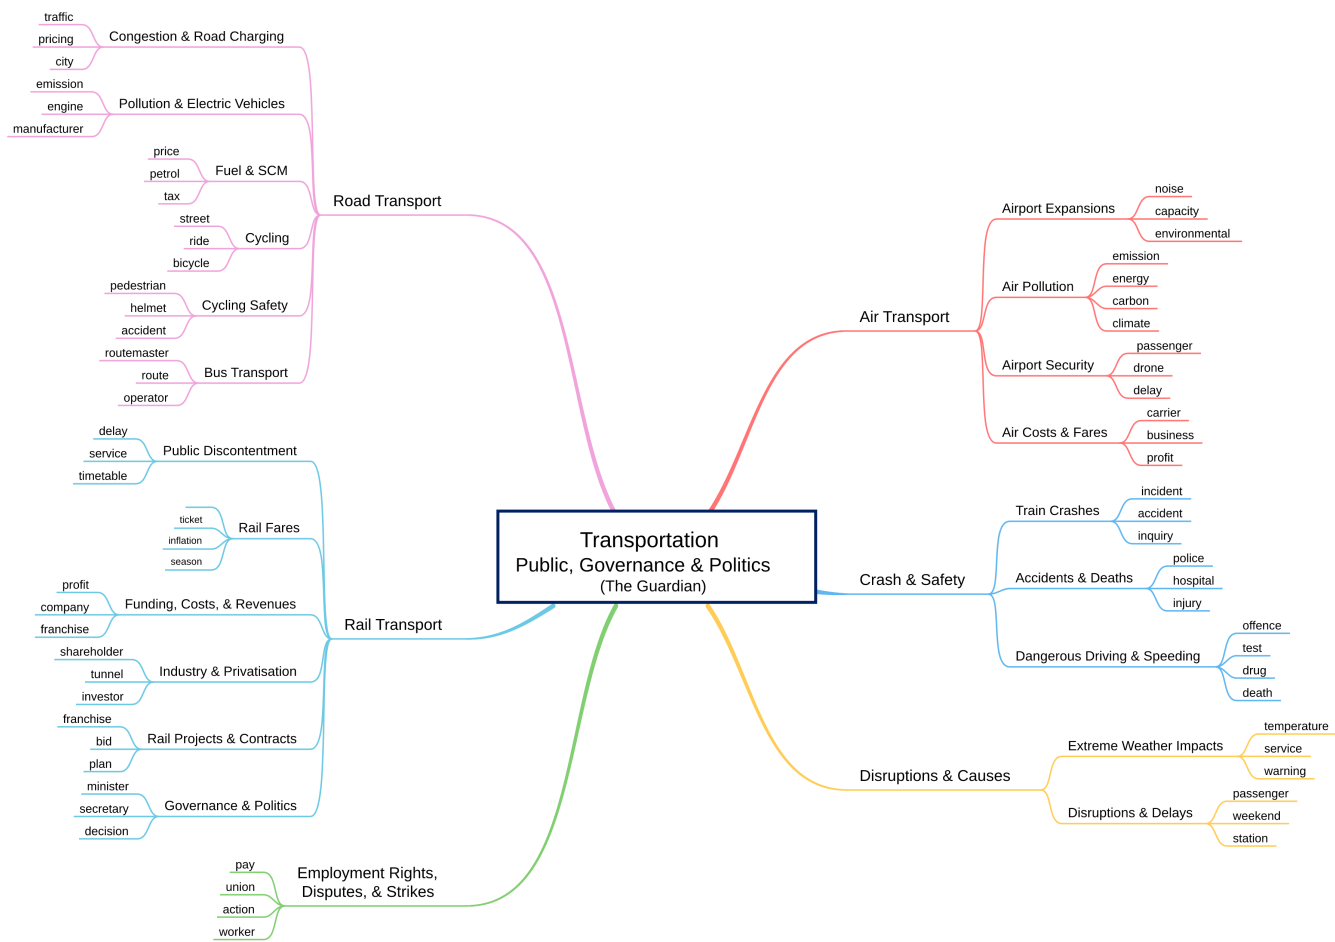 Transportation
Public, Governance & Politics
(The Guardian)
Road Transport
Congestion & Road Charging
traffic
pricing
city
Pollution & Electric Vehicles
emission
engine
manufacturer
Fuel & SCM
price
petrol
tax
Cycling
street
ride
bicycle
Cycling Safety
pedestrian
helmet
accident
Bus Transport
routemaster
route
operator
Rail Transport
Public Discontentment
delay
service
timetable
Rail Fares
ticket
inflation
season
Funding, Costs, & Revenues
profit
company
franchise
Industry & Privatisation
shareholder
tunnel
investor
Rail Projects & Contracts
franchise
bid
plan
Governance & Politics
minister
secretary
decision
Employment Rights,
Disputes, & Strikes
pay
union
action
worker
Air Transport
Airport Expansions
noise
capacity
environmental
Air Pollution
emission
energy
carbon
climate
Airport Security
passenger
drone
delay
Air Costs & Fares
carrier
business
profit
Crash & Safety
Train Crashes
incident
accident
inquiry
Accidents & Deaths
police
hospital
injury
Dangerous Driving & Speeding
offence
test
drug
death
Disruptions & Causes
Extreme Weather Impacts
temperature
service
warning
Disruptions & Delays
passenger
weekend
station